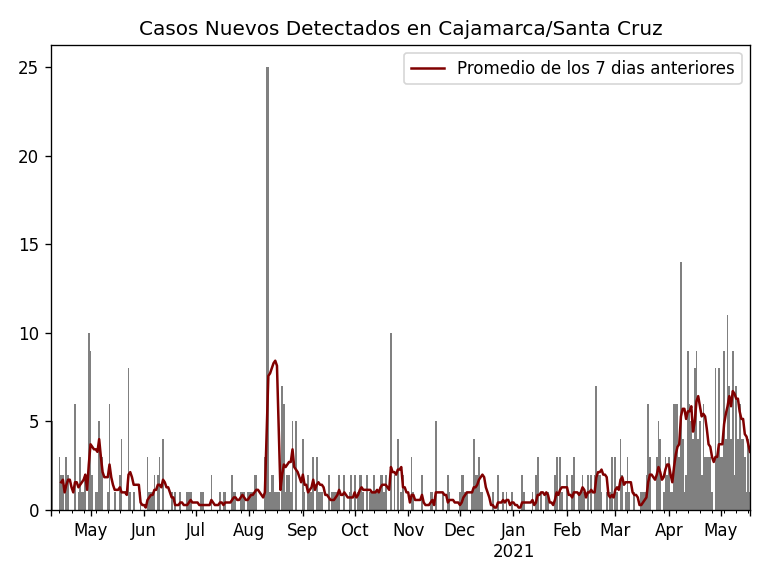 Casos Nuevos Detectados en Cajamarca/Santa Cruz
Promedio de los 7 dias anteriores
25
20
15
10
5
0
May Jun Jul Aug Sep Oct Nov Dec Jan Feb Mar Apr May
2021